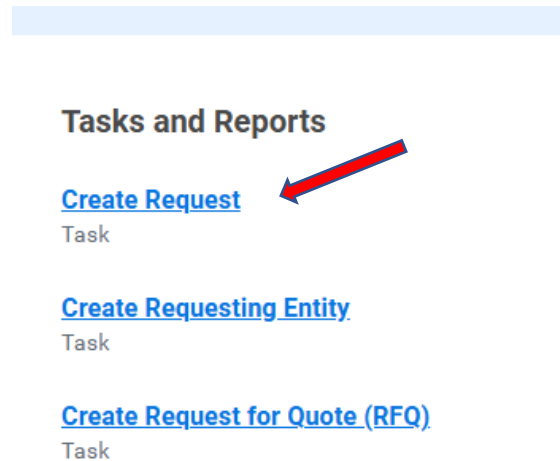 Tasks and Reports
Create Request
Task
Create Requesting Entity
Task
Create Request for Quote (RFQ)
Task